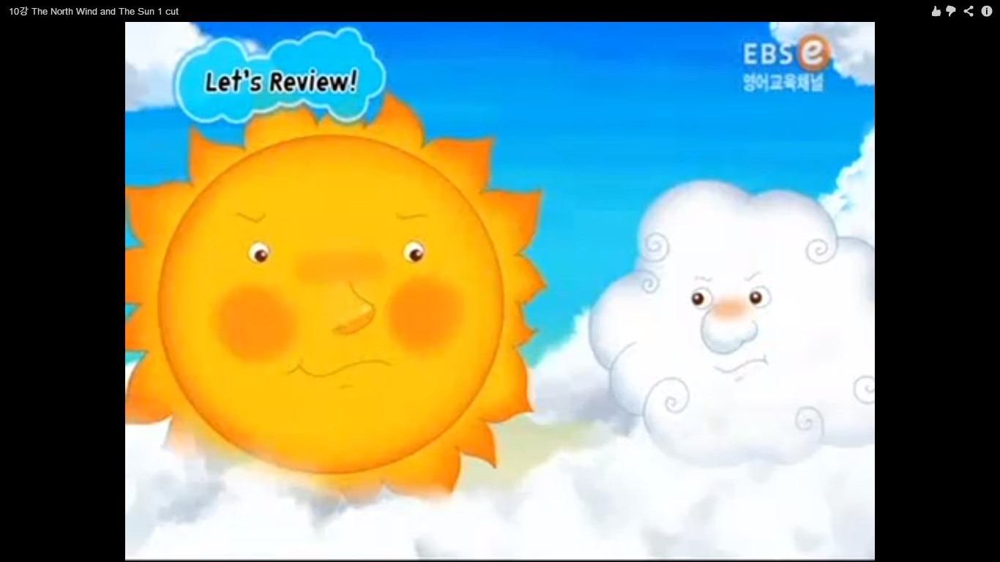 10강 The North Wind and The Sun 1 cut
Let's Review!
EBS e
영어교육채널